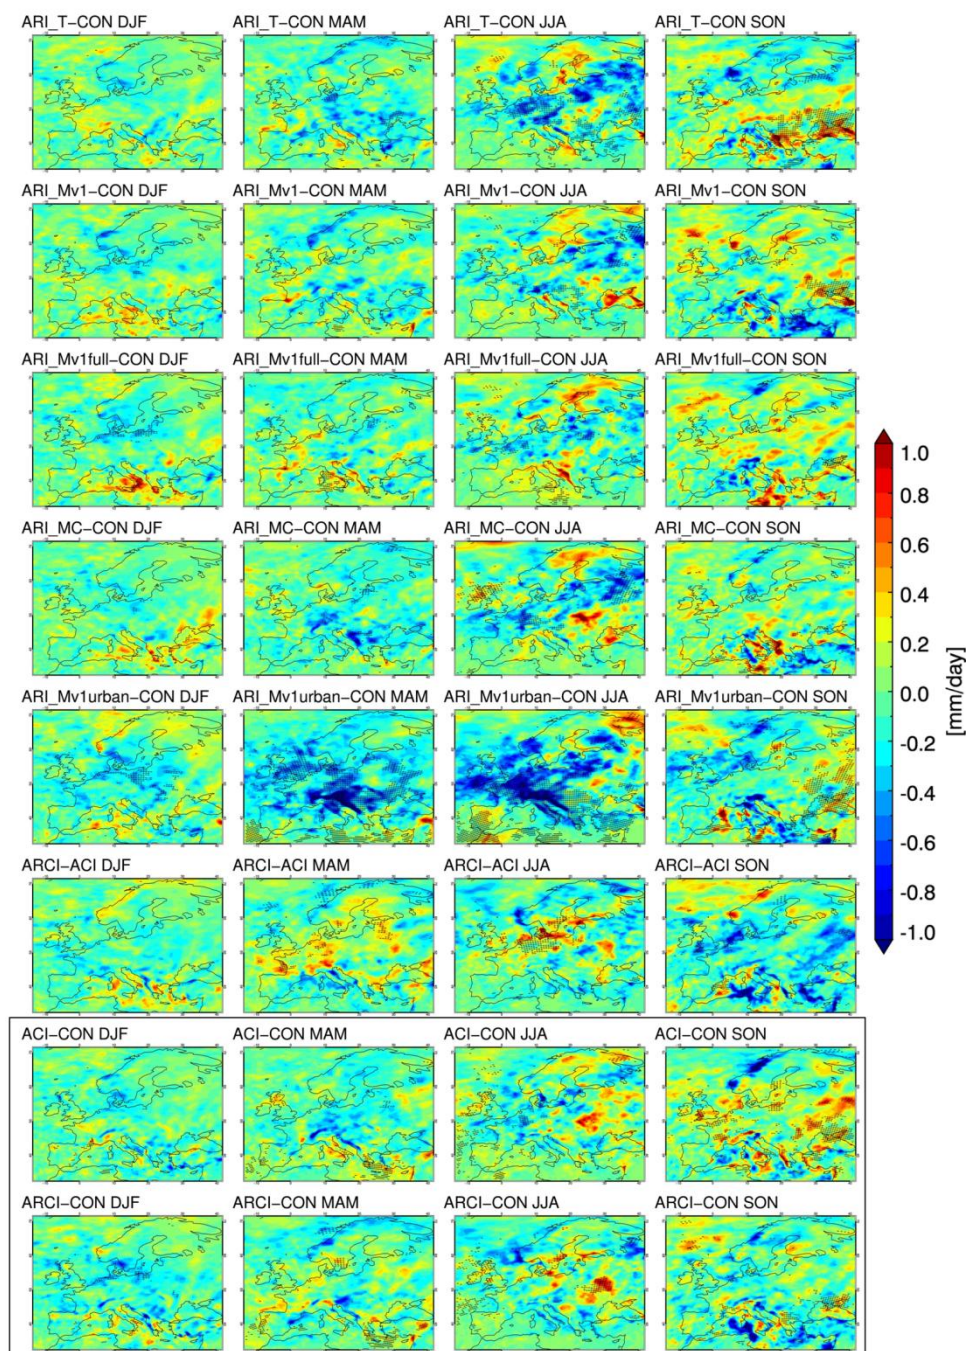 ARI_T−CON DJF
ARI_T−CON MAM
ARI_T−CON JJA
ARI_T−CON SON
ARI_Mv1−CON DJF
ARI_Mv1−CON MAM
ARI_Mv1−CON JJA
ARI_Mv1−CON SON
ARI_Mv1full−CON DJF
ARI_Mv1full−CON MAM
ARI_Mv1full−CON JJA
ARI_Mv1full−CON SON
ARI_MC−CON DJF
ARI_MC−CON MAM
ARI_MC−CON JJA
ARI_MC−CON SON
ARI_Mv1urban−CON DJF
ARI_Mv1urban−CON MAM
ARI_Mv1urban−CON JJA
ARI_Mv1urban−CON SON
ARCI−ACI DJF
ARCI−ACI MAM
ARCI−ACI JJA
ARCI−ACI SON
ACI−CON DJF
ACI−CON MAM
ACI−CON JJA
ACI−CON SON
ARCI−CON DJF
ARCI−CON MAM
ARCI−CON JJA
ARCI−CON SON
1.0
0.8
0.6
0.4
0.2
0.0
-0.2
-0.4
-0.6
-0.8
-1.0
[mm/day]